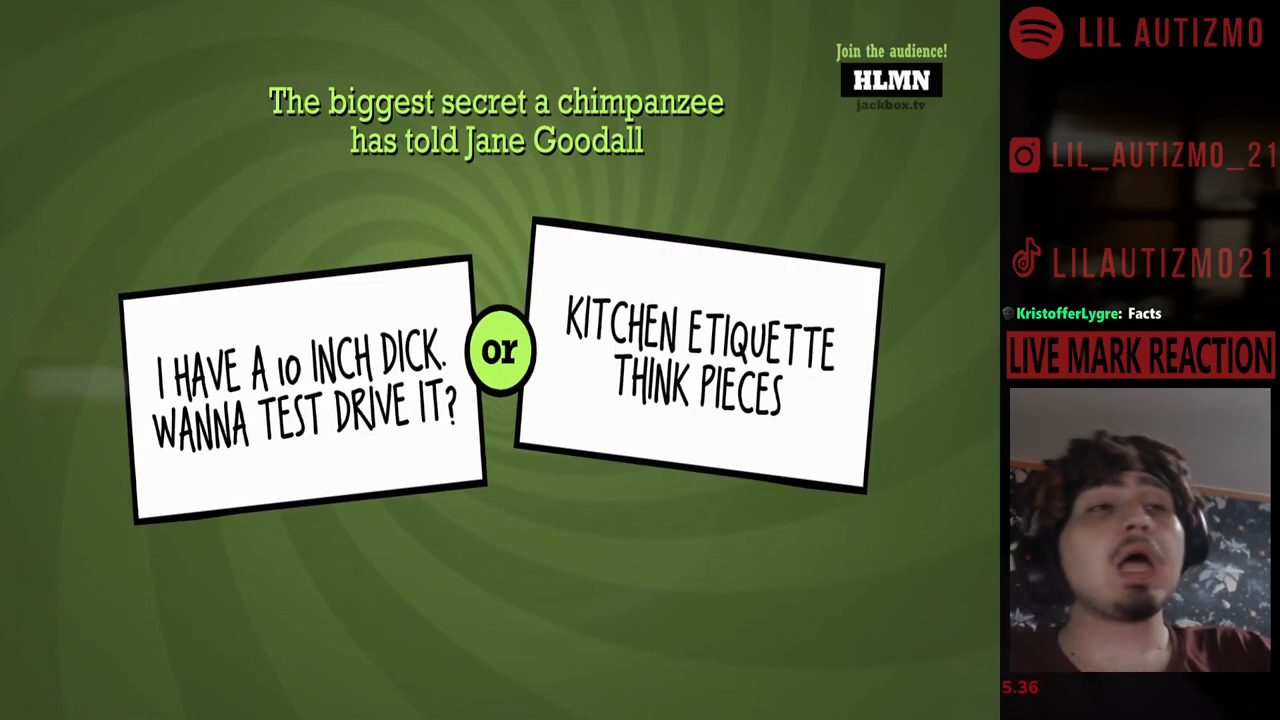 Join the audience!
HLMN
jackbox.tv
The biggest secret a chimpanzee
has told Jane Goodall
I HAVE A 10 INCH DICK.
WANNA TEST DRIVE IT?
or
KITCHEN ETIQUETTE
THINK PIECES
LIL AUTIZMO
LIL_AUTIZMO_21
LILAUTIZMO21
KristofferLygre: Facts
LIVE MARK REACTION
5.36